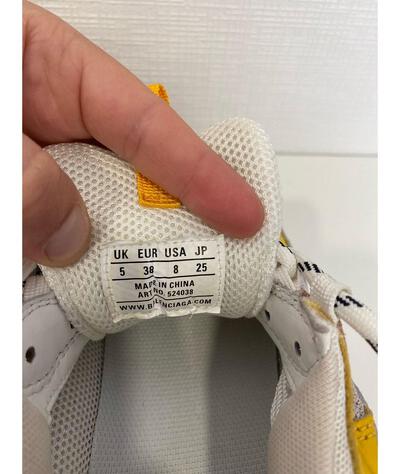 UK EUR USA JP
5 38 8 25
MADE IN CHINA
ART NO. 524038
WWW.BALENCIAGA.COM